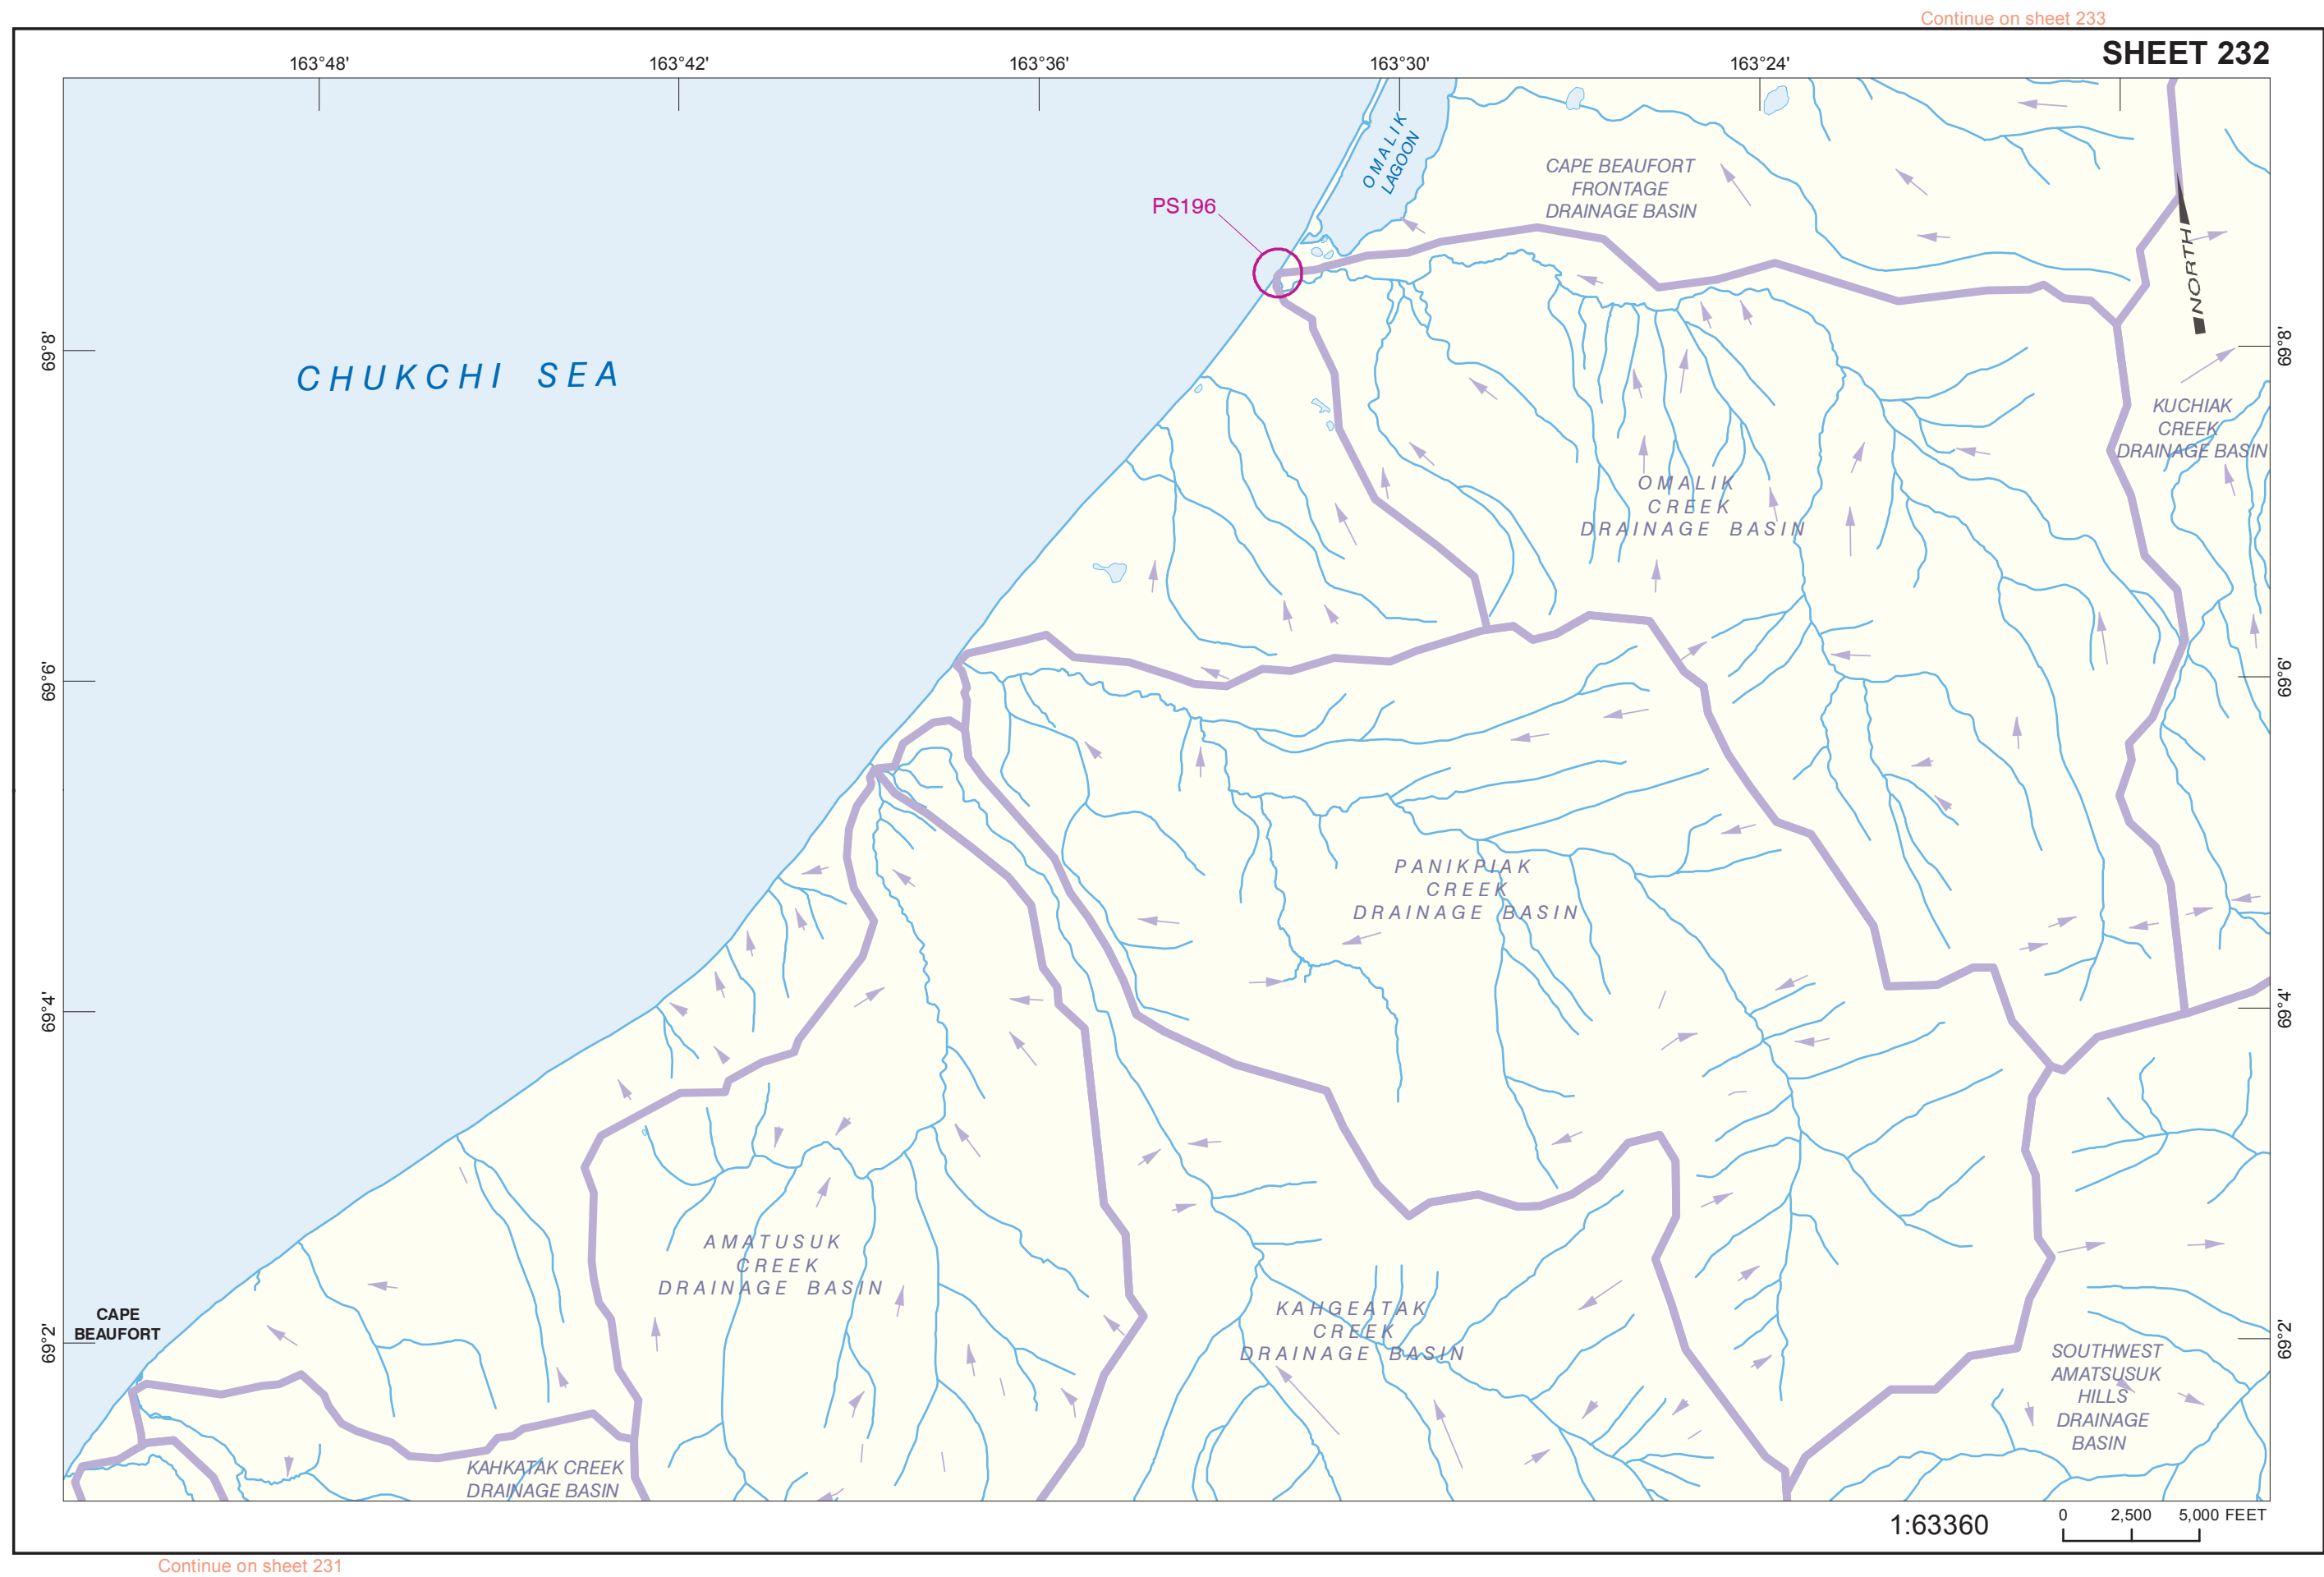 Continue on sheet 233
SHEET 232
163°48'
163°42'
163°36'
163°30'
163°24'
OMALIK
LAGOON
CAPE BEAUFORT
FRONTAGE
DRAINAGE BASIN
PS196
NORTH
69°8'
69°8'
CHUKCHI SEA
KUCHIAK
CREEK
DRAINAGE BASIN
OMALIK
CREEK
DRAINAGE BASIN
69°6'
69°6'
PANIKPIAK
CREEK
DRAINAGE BASIN
69°4'
69°4'
AMATUSUK
CREEK
DRAINAGE BASIN
KAHGEATAK
CREEK
DRAINAGE BASIN
CAPE
BEAUFORT
69°2'
69°2'
SOUTHWEST
AMATSUSUK
HILLS
DRAINAGE
BASIN
KAHKATAK CREEK
DRAINAGE BASIN
1:63360
0 2,500 5,000 FEET
Continue on sheet 231